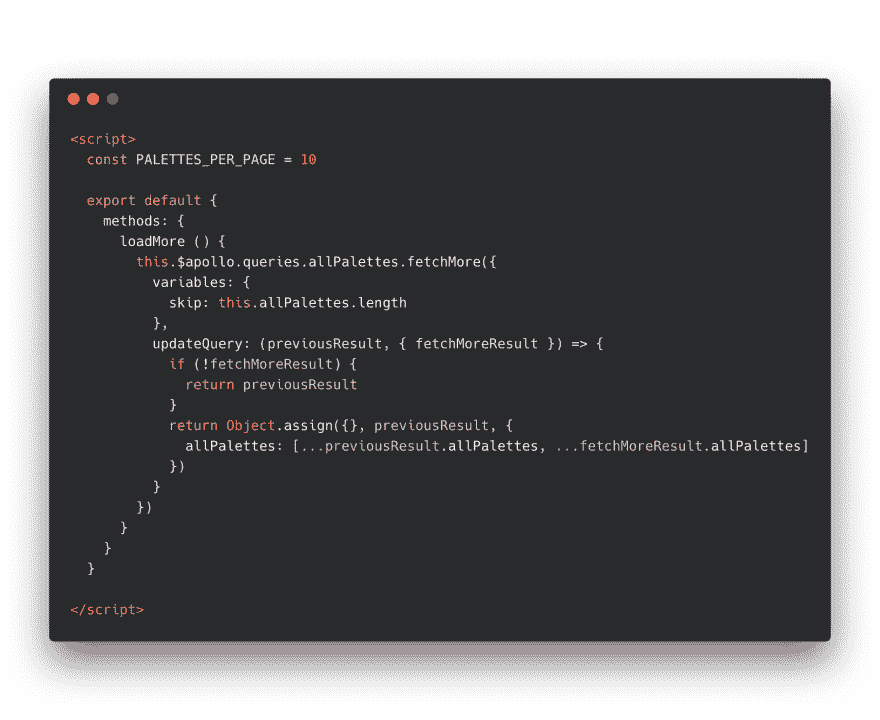 <script>
  const PALETTES_PER_PAGE = 10

  export default {
    methods: {
      loadMore () {
        this.$apollo.queries.allPalettes.fetchMore({
          variables: {
            skip: this.allPalettes.length
          },
          updateQuery: (previousResult, { fetchMoreResult }) => {
            if (!fetchMoreResult) {
              return previousResult
            }
            return Object.assign({}, previousResult, {
              allPalettes: [...previousResult.allPalettes, ...fetchMoreResult.allPalettes]
            })
          }
        })
      }
    }
  }

</script>